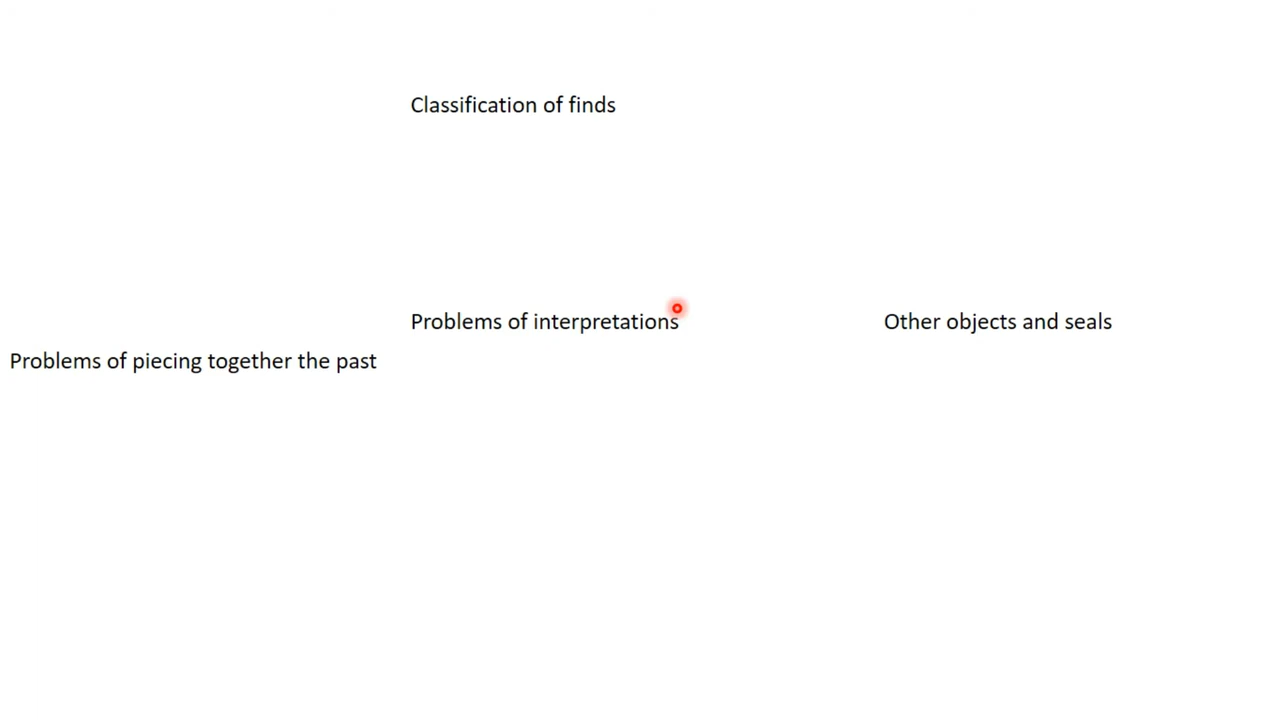 Classification of finds
Problems of interpretations
Other objects and seals
Problems of piecing together the past